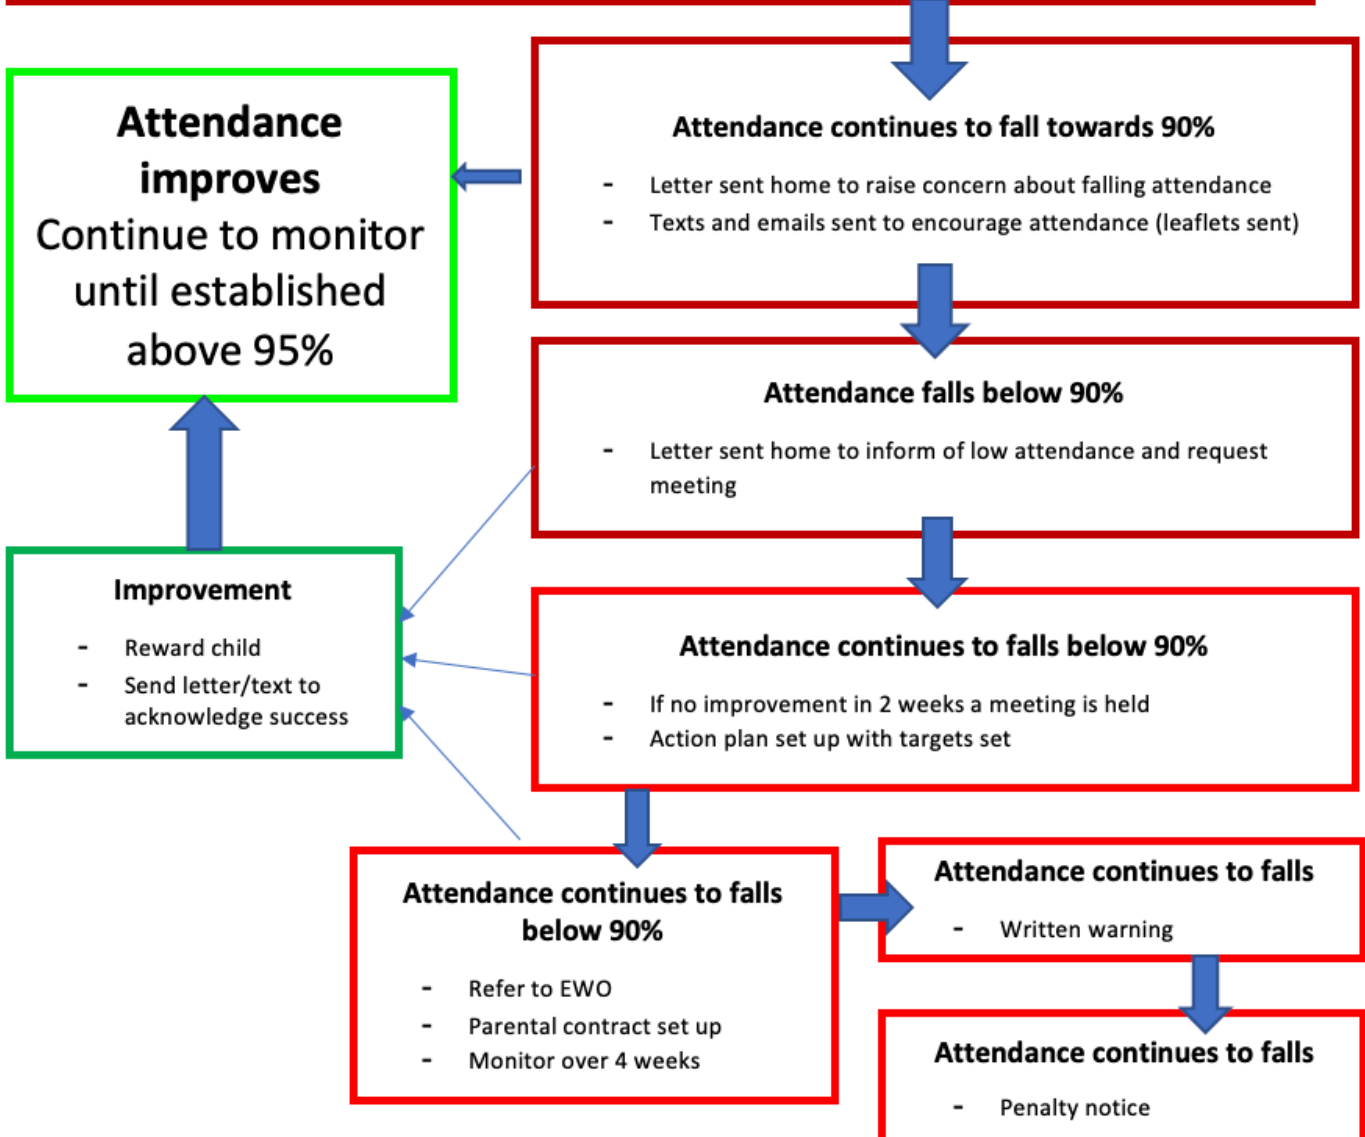 Attendance continues to fall towards 90%
- Letter sent home to raise concern about falling attendance
- Texts and emails sent to encourage attendance (leaflets sent)
Attendance
improves
Continue to monitor
until established
above 95%
Attendance falls below 90%
- Letter sent home to inform of low attendance and request
meeting
Improvement
- Reward child
- Send letter/text to
acknowledge success
Attendance continues to falls below 90%
- If no improvement in 2 weeks a meeting is held
- Action plan set up with targets set
Attendance continues to falls
below 90%
- Refer to EWO
- Parental contract set up
- Monitor over 4 weeks
Attendance continues to falls
- Written warning
Attendance continues to falls
- Penalty notice